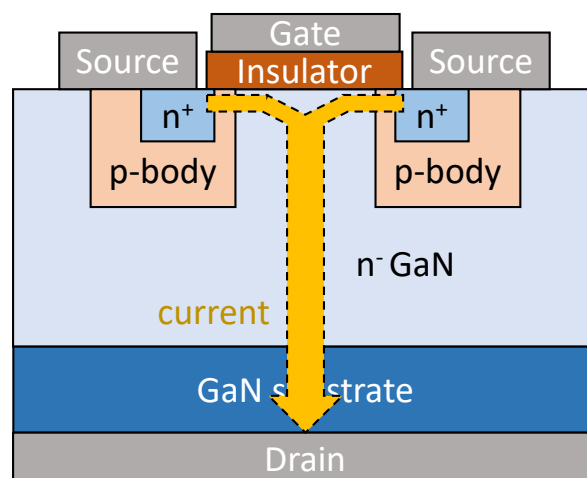 Gate
Source
Insulator
Source
n⁺
n⁺
p-body
p-body
n⁻ GaN
current
GaN substrate
Drain